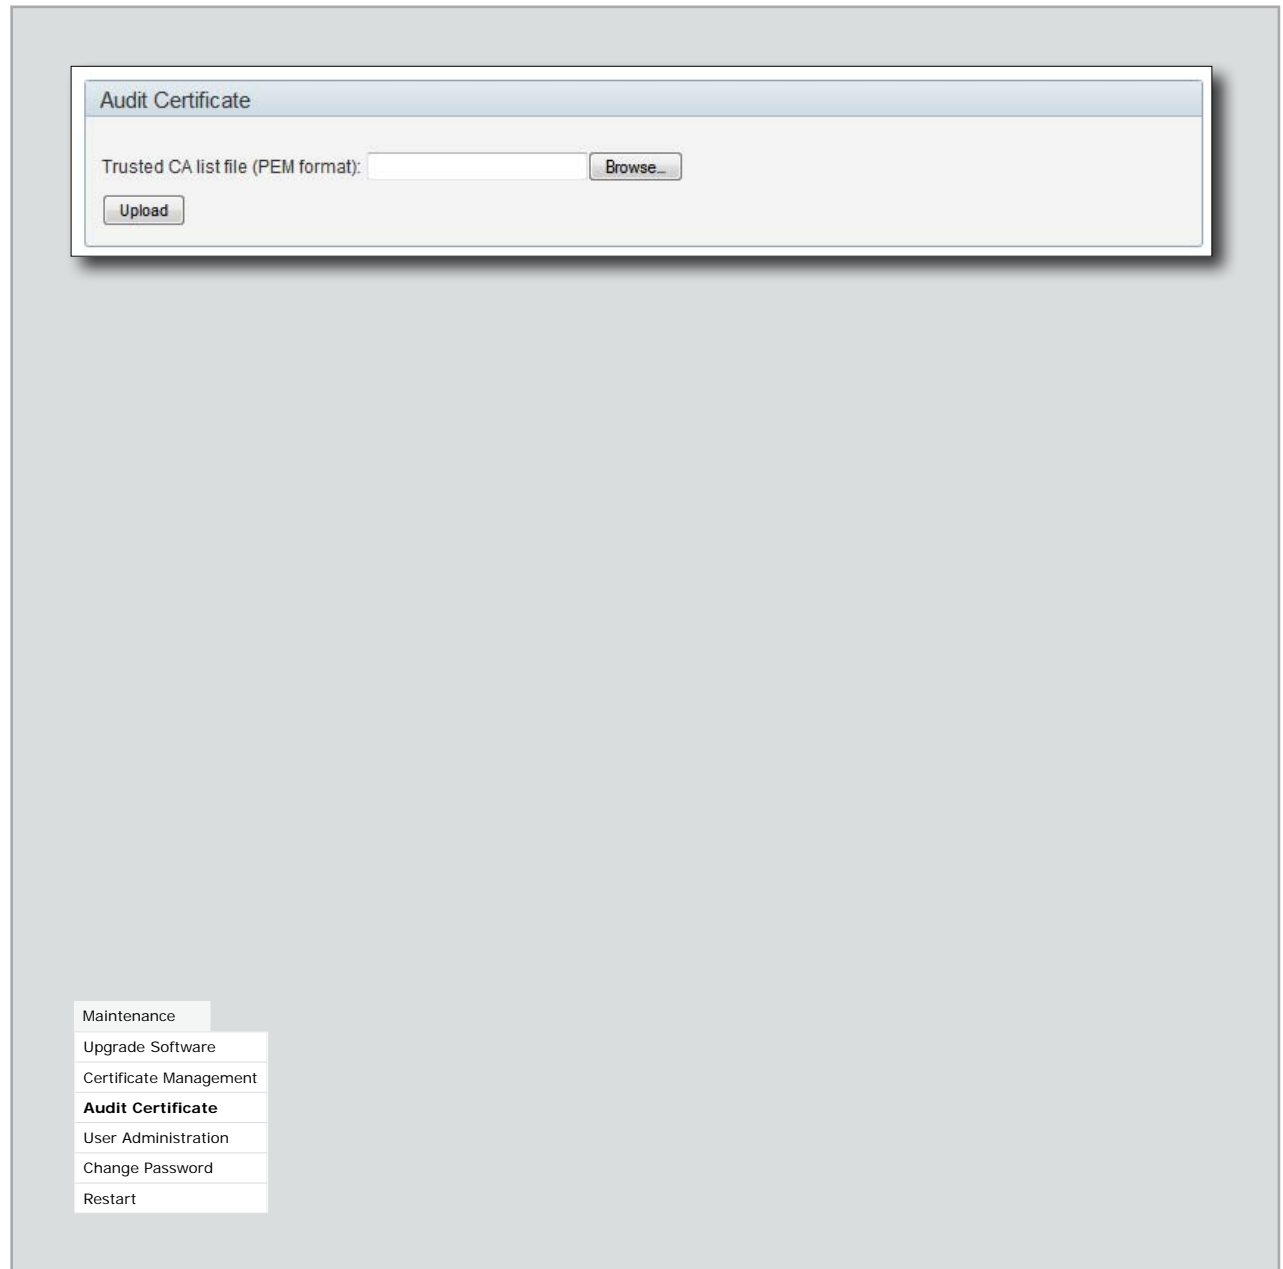 Audit Certificate
Trusted CA list file (PEM format): Browse...
Upload
Maintenance
Upgrade Software
Certificate Management
Audit Certificate
User Administration
Change Password
Restart